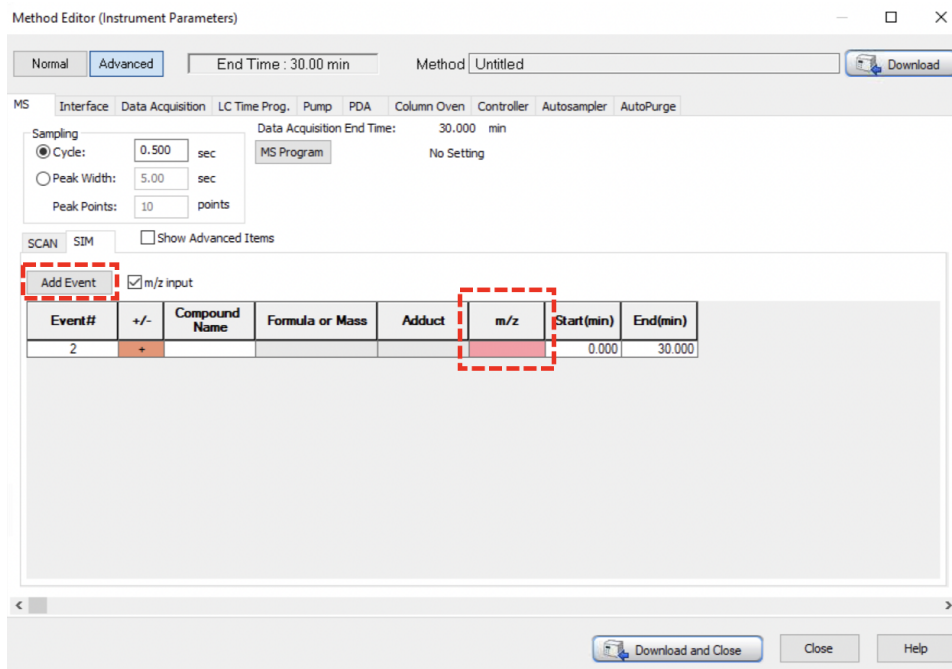 Method Editor (Instrument Parameters)
Normal Advanced End Time : 30.00 min Method Untitled Download
MS Interface Data Acquisition LC Time Prog. Pump PDA Column Oven Controller Autosampler AutoPurge
Sampling Data Acquisition End Time: 30.000 min
Cycle: 0.500 sec MS Program No Setting
Peak Width: 5.00 sec
Peak Points: 10 points
SCAN SIM Show Advanced Items
Add Event m/z input
Event# +/- Compound Name Formula or Mass Adduct m/z Start(min) End(min)
2 + 0.000 30.000
Download and Close Close Help